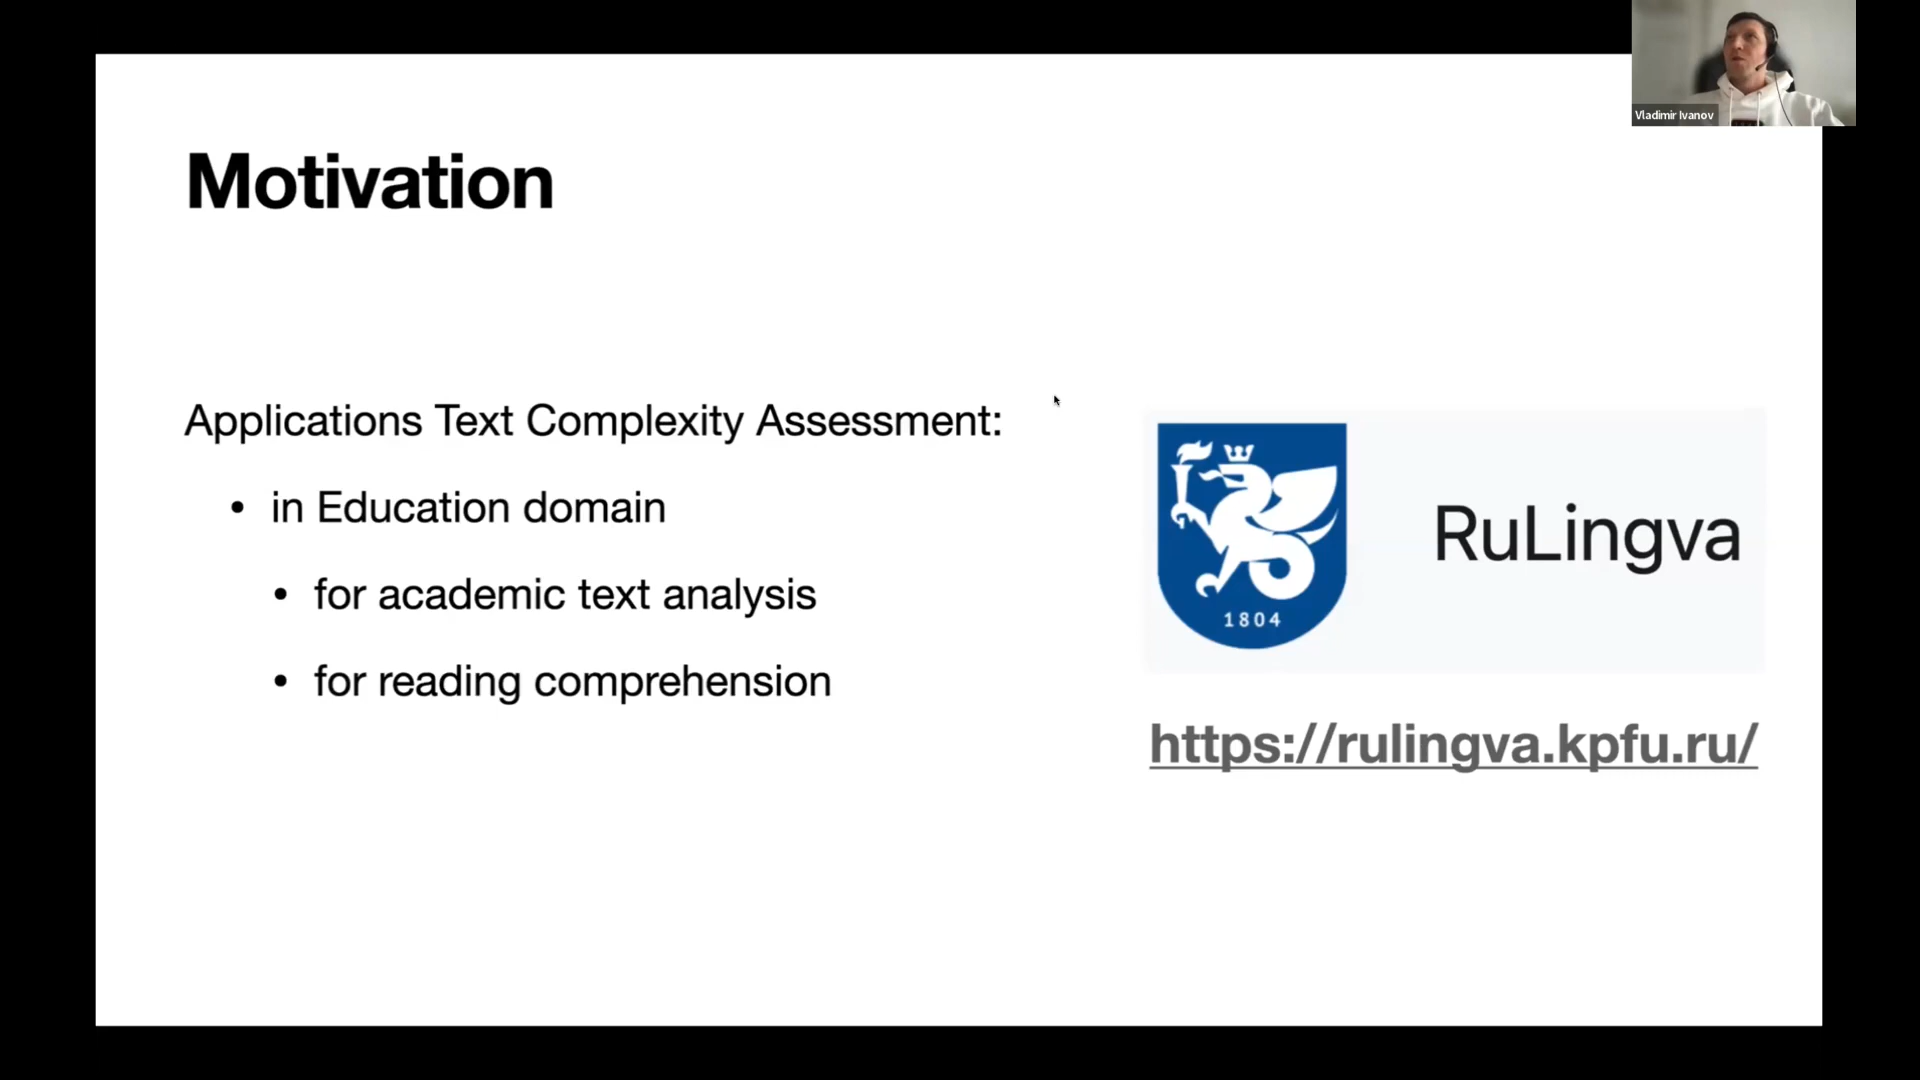 Vladimir Ivanov
Motivation
Applications Text Complexity Assessment:
• in Education domain
• for academic text analysis
• for reading comprehension
1804
RuLingva
https://rulingva.kpfu.ru/